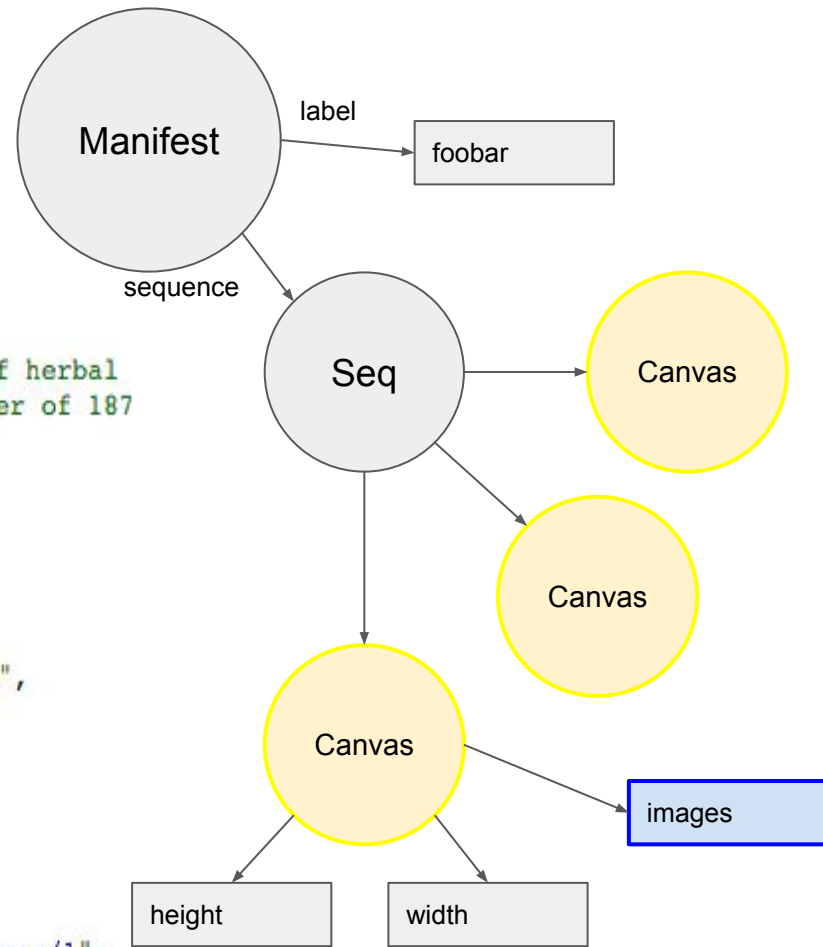 label
Manifest
foobar
sequence
f herbal
Seq
Canvas
er of 187
Canvas
",
Canvas
images
height
width